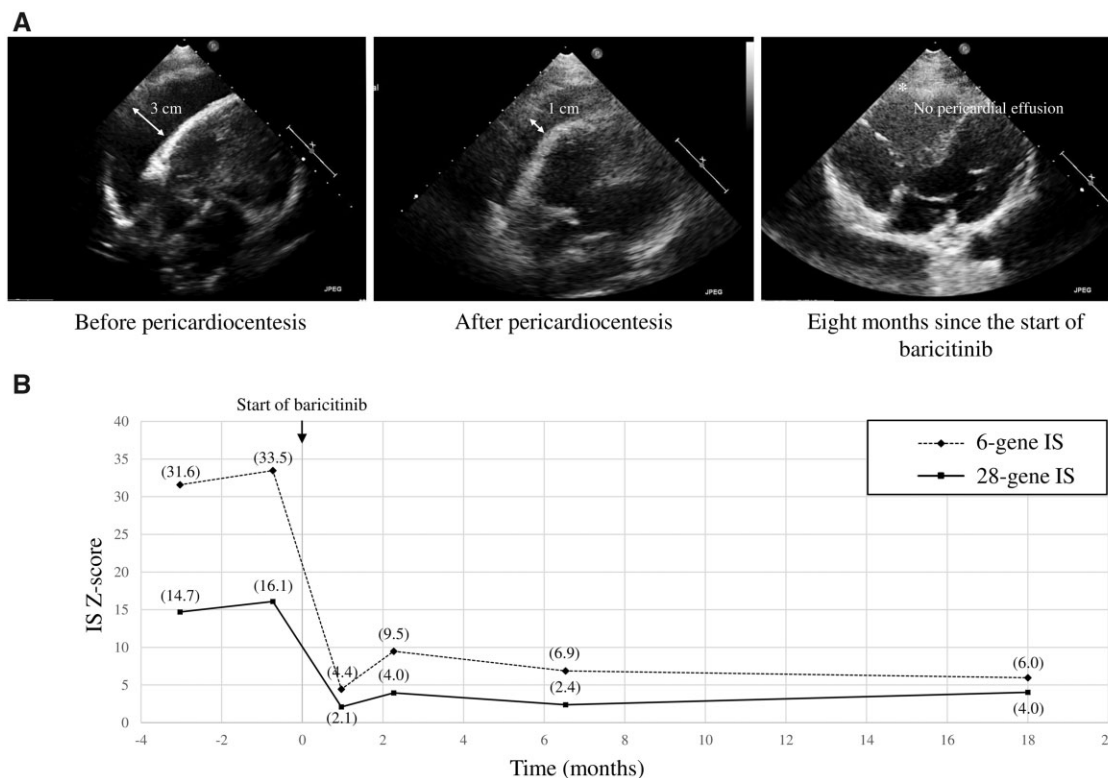 A
3 cm
1 cm
*
No pericardial effusion
JPEG
JPEG
JPEG
Before pericardiocentesis
After pericardiocentesis
Eight months since the start of
baricitinib
B
Start of baricitinib
6-gene IS
28-gene IS
IS Z-score
40
35
30
25
20
15
10
5
0
(31.6)
(33.5)
(14.7)
(16.1)
(4.4)
(9.5)
(6.9)
(6.0)
(2.1)
(4.0)
(2.4)
(4.0)
-4
-2
0
2
4
6
8
10
12
14
16
18
Time (months)